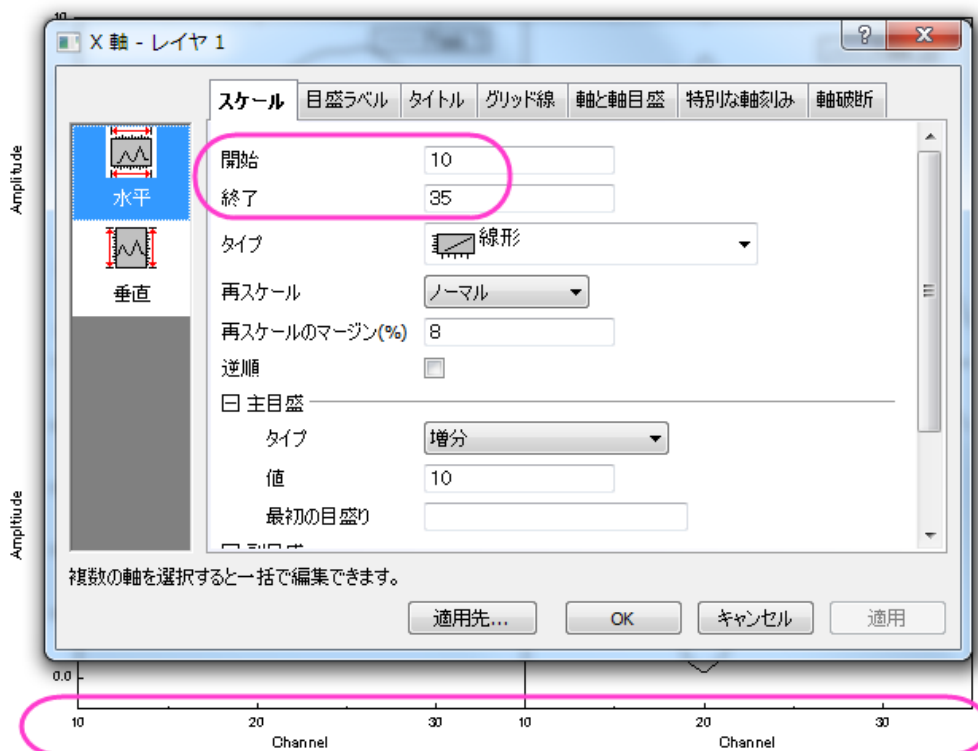 10
X 軸 - レイヤ 1
?
X
スケール
目盛ラベル
タイトル
グリッド線
軸と軸目盛
特別な軸刻み
軸破断
水平
垂直
開始 10
終了 35
タイプ 線形
再スケール ノーマル
再スケールのマージン(%) 8
逆順
主目盛
タイプ 増分
値 10
最初の目盛り
複数の軸を選択すると一括で編集できます。
適用先...
OK
キャンセル
適用
Amplitude
Ampltiude
0.0
10 20 30 10 20 30
Channel Channel